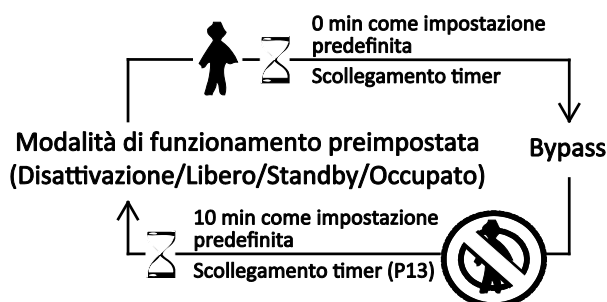 0 min come impostazione
predefinita
Scollegamento timer
Modalità di funzionamento preimpostata
(Disattivazione/Libero/Standby/Occupato)
Bypass
10 min come impostazione
predefinita
Scollegamento timer (P13)